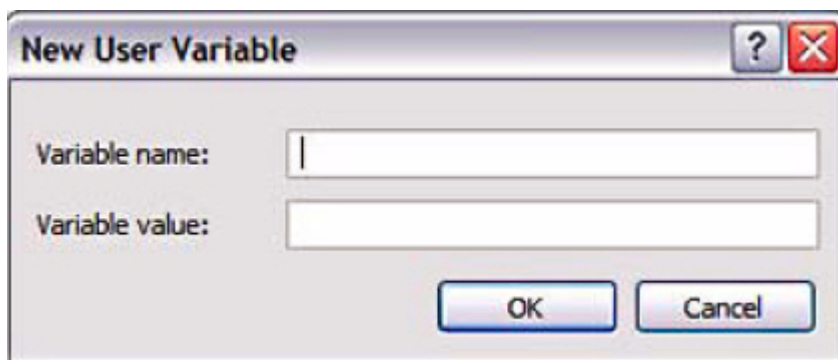 New User Variable
?
Variable name:
Variable value:
OK Cancel